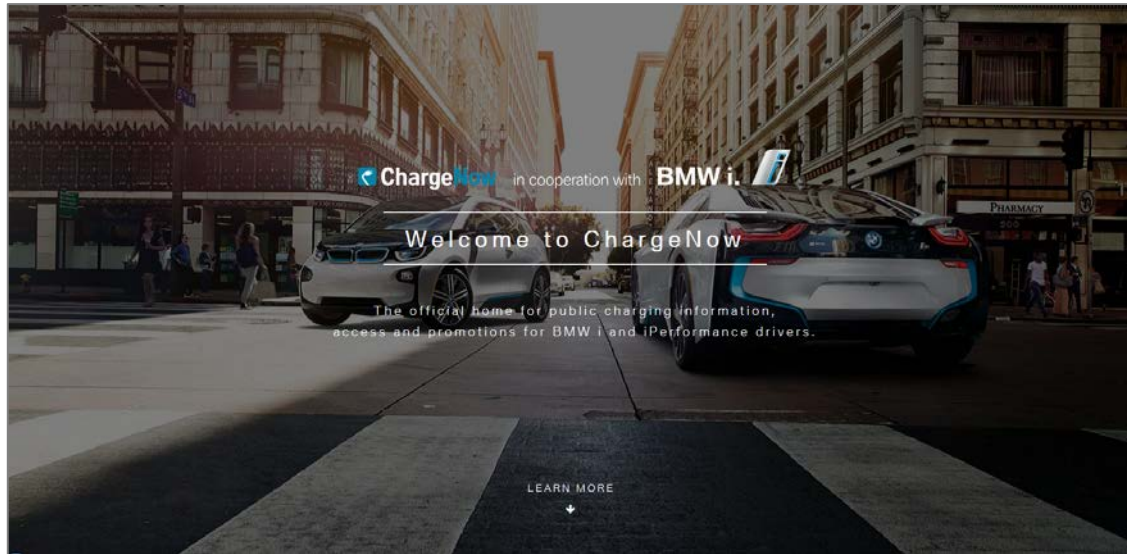 ChargeNow in cooperation with BMW i.
Welcome to ChargeNow
The official home for public charging information,
access and promotions for BMW i and iPerformance drivers.
PHARMACY
200
LEARN MORE